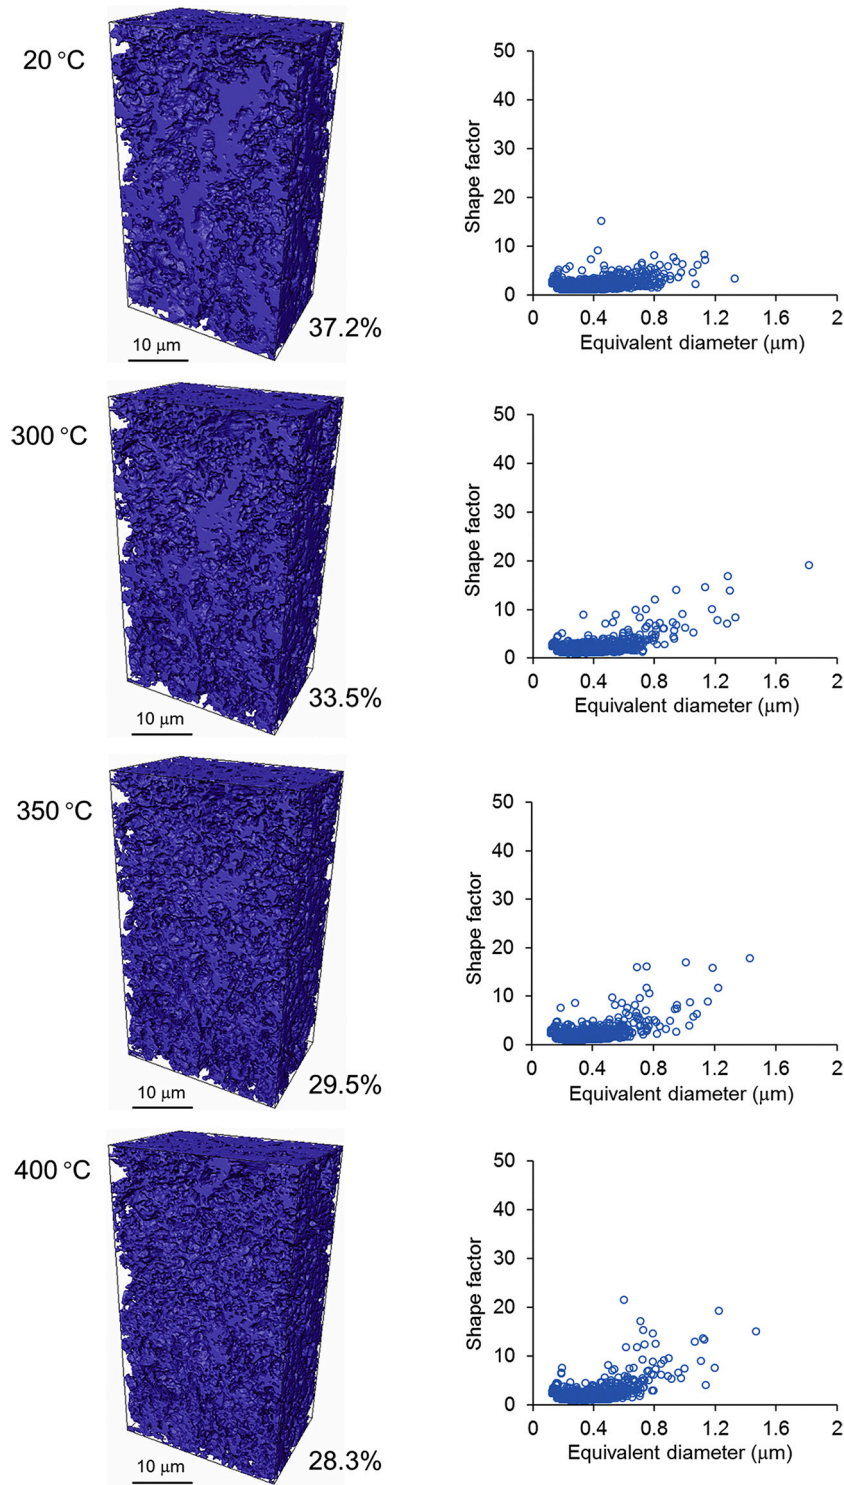 20 °C
37.2%
10 µm
50
40
30
20
10
0
Shape factor
0 0.4 0.8 1.2 1.6 2
Equivalent diameter (µm)
300 °C
33.5%
10 µm
50
40
30
20
10
0
Shape factor
0 0.4 0.8 1.2 1.6 2
Equivalent diameter (µm)
350 °C
29.5%
10 µm
50
40
30
20
10
0
Shape factor
0 0.4 0.8 1.2 1.6 2
Equivalent diameter (µm)
400 °C
28.3%
10 µm
50
40
30
20
10
0
Shape factor
0 0.4 0.8 1.2 1.6 2
Equivalent diameter (µm)